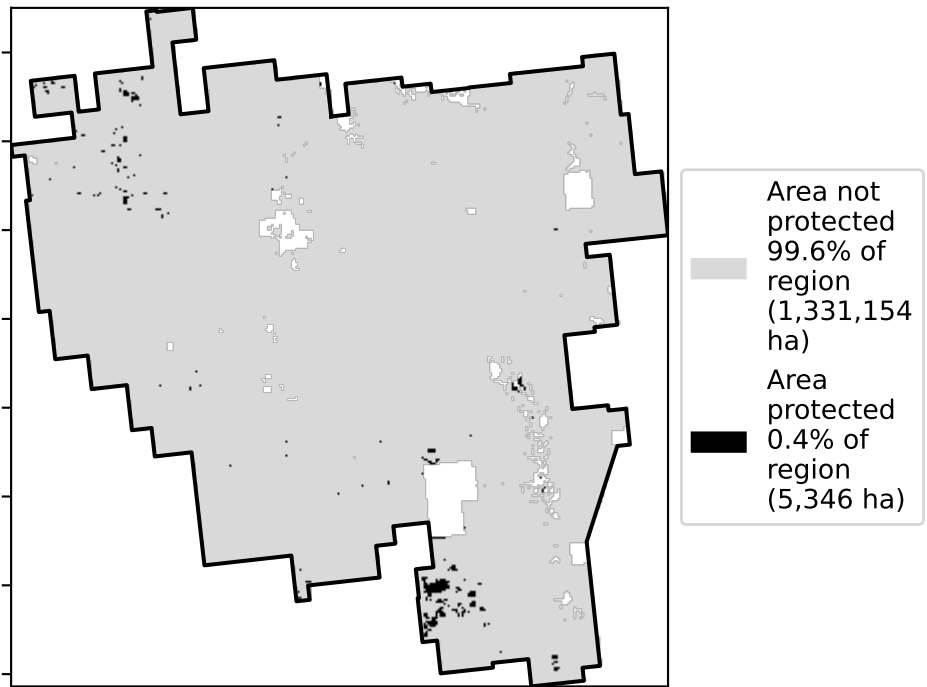 Area not
protected
99.6% of
region
(1,331,154
ha)
Area
protected
0.4% of
region
(5,346 ha)